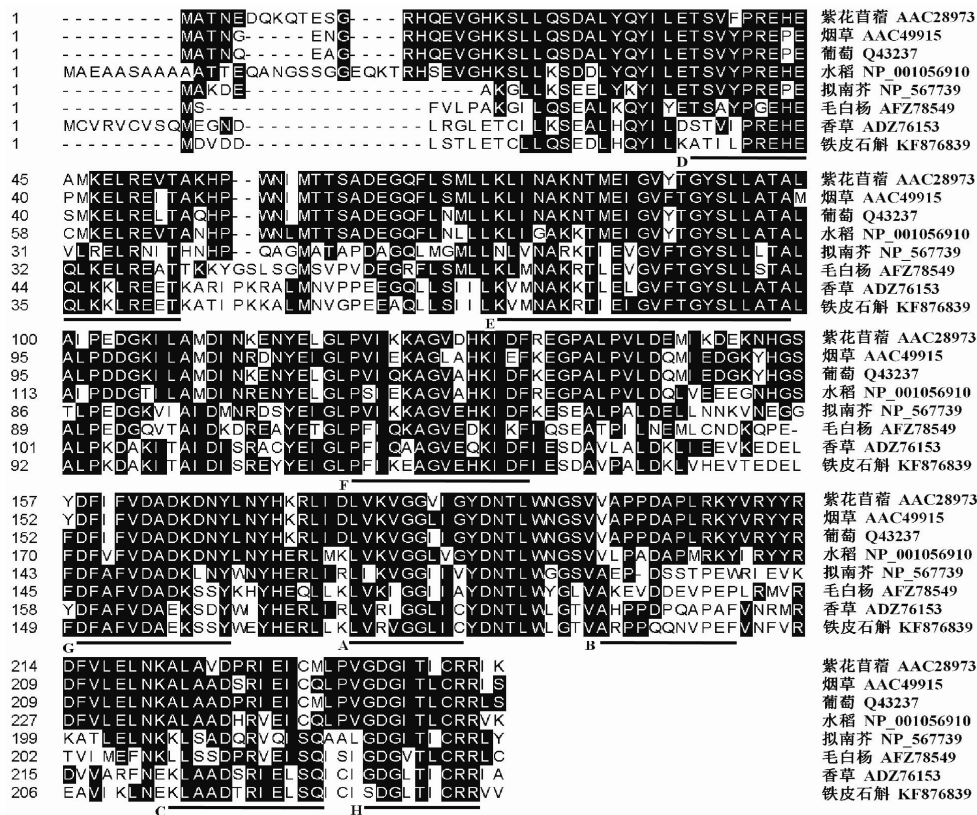 1 - - - - - - - - - - MATNEDQKQTESG- - - RHQEVGHKSLLQSDALYQYILETSVFPREHE 紫花苜蓿 AAC28973
1 - - - - - - - - - - MATNG- - - - - ENG- - - RHQEVGHKSLLQSDALYQYILETSVYPREPE 烟草 AAC49915
1 - - - - - - - - - - MATNG- - - - - EAG- - - RHQEVGHKSLLQSDALYQYILETSVYPREPE 葡萄 Q43237
1 MAEAASAAAAATTEQANGSSGGEQKTRHSEVGHKSLLKSDDLYQYILETSVYPREHE 水稻 NP_001056910
1 - - - - - - - - - - MAKDE- - - - - - - - - - - - - - - - - AKGLLKSEELYKYILETSVYPREPE 拟南芥 NP_567739
1 - - - - - - - - - - MS- - - - - - - - - - - - - - - - FVLPAKGILQSEALKQYIYETSAYPGEHE 毛白杨 AFZ78549
1 MCVRVCVSQMEGND- - - - - - - - - - - - - - LRGLETCILKSEALHQYILDSTVIPREHE 香草 ADZ76153
1 - - - - - - - - - - MDVDD- - - - - - - - - - - - - LSTLETCLLQSEDLHQYILKATILPREHE 铁皮石斛 KF876839
D
45 AMKELREVTAKHP- - WNIMTTSADEGQFLSMLLKLINAKNTMEIGVYTGYSLLATAL 紫花苜蓿 AAC28973
40 PMKELREITAKHP- - WNIMTTSADEGQFLSMLLKLINAKNTMEIGVFTGYSLLATAM 烟草 AAC49915
40 SMKELRELTAQHP- - WNIMTTSADEGQFLNMLLKLINAKNTMEIGVYTGYSLLATAL 葡萄 Q43237
58 CMKELREVTANHP- - WNLMTTSADEGQFLNLLLKLIGAKKTMEIGVYTGYSLLATAL 水稻 NP_001056910
31 VLRELRNITHNHP- - QAGMATAPDAGQLMGMLLNLVNARKTIEVGVFTGYSLLLTAL 拟南芥 NP_567739
32 QLKELREATTKKYGSLSGMSVPVDEGRFLSMLLKLMNAKRTLEVGVFTGYSLLSTAL 毛白杨 AFZ78549
44 QLKKLREETKARIPKRALMNVPPEEGQLLSIILKVMNAKRTIELGVFTGYSLLATAL 香草 ADZ76153
35 QLKKLREETKATIPKKALMNVGPEEAQLLSIILKVMNAKRTIELGVFTGYSLLATAL 铁皮石斛 KF876839
E
100 AIPEDGKILAMDINKENYELGLPVIKKAGVDHKIDFREGPALPVLDEMIKDEKNHGS 紫花苜蓿 AAC28973
95 ALPDDGKILAMDINRDNYEIGLPVIEKAGLAHKIEFKEGPALPVLDQMIEDGKYHGS 烟草 AAC49915
95 ALPDDGKILAMDINKENYELGLPVIQKAGVAHKIDFKEGPALPVLDQMIEDGKYHGS 葡萄 Q43237
113 AIPDDGTILAMDINRENFELGLPSIEKAGVAHKIDFREGPALPVLDQLVEEEGNHGS 水稻 NP_001056910
86 TLPEDGKVIAIDMNRDSYEIGLPVIKKAGVEHKIDFKESEALPALDELLNNKVNEGG 拟南芥 NP_567739
89 ALPEDGQVTAIDKDREAYETGLPFIKKAGVEDKIKFIQSEATPILNEMLCNDKQPE- 毛白杨 AFZ78549
101 ALPKDAKITAIDISRACYEIGLPFIQAAGVEHKIDFIESDAVLALDKLIEEVKEDEL 香草 ADZ76153
92 ALPKDAKITAIDISREYYEIGLPFIKEAGVEHKIDFIESDAVPALDKLVHEVTEDEL 铁皮石斛 KF876839
F
157 YDFIFVDADKDNYLNYHKRLIDLVKVGGVIGYDNTLWNGSVVAPPDAPLRKYVRYYR 紫花苜蓿 AAC28973
152 YDFIFVDADKDNYLNYHKRLIDLVKVGGLIGYDNTLWNGSVVAPPDAPLRKYVRYYR 烟草 AAC49915
152 FDFIFVDADKDNYLNYHKRLIDLVKVGGLIGYDNTLWNGSVVAPPDAPLRKYVRYYR 葡萄 Q43237
170 FDFVFVDADKDNYLNYHERLMKLVKVGGLVGYDNTLWNGSVVLPADAPMRKYIRYYR 水稻 NP_001056910
143 FDFAFVDADKLNYWNYHERLIRLIKVGGIIVYDNTLWGGSVAEP- DSSTPEWRIEVK 拟南芥 NP_567739
145 FDFAFVDADKSSYKHYHEQLLKLVKIGGIIAYDNTLWYGLVAKEVDDEVPEPLRMVR 毛白杨 AFZ78549
158 YDFAFVDAEKSDYWEYHERLIRLVRIGGLICYDNTLWLGTVAHPPDPQAPAFVNRMR 香草 ADZ76153
149 FDFAFVDAEKSSYWEYHERLLKLVRVGGLICYDNTLWLGTVARPPQQNVPEFVNFVR 铁皮石斛 KF876839
G A B
214 DFVLELNKALAVDPRIEICMLPVGDGITICRRIK 紫花苜蓿 AAC28973
209 DFVLELNKALAADSRIEICQLPVGDGITLCRRIS 烟草 AAC49915
209 DFVLELNKALAADPRIEICMLPVGDGITLCRRLS 葡萄 Q43237
227 DFVLELNKALAADHRVEICQLPVGDGITLCRRVK 水稻 NP_001056910
199 KATLELNKKLSADQRVQISQAALGDGITICRRLY 拟南芥 NP_567739
202 TVIMEFNKLLSSDPRVEISQISIGDGVTLCRRLC 毛白杨 AFZ78549
215 DVVARFNEKLAADSRIELSQICIGDGLTICRRIA 香草 ADZ76153
206 EAVIKLNEKLAADTRIELSQICISDGLTICRRVV 铁皮石斛 KF876839
C H